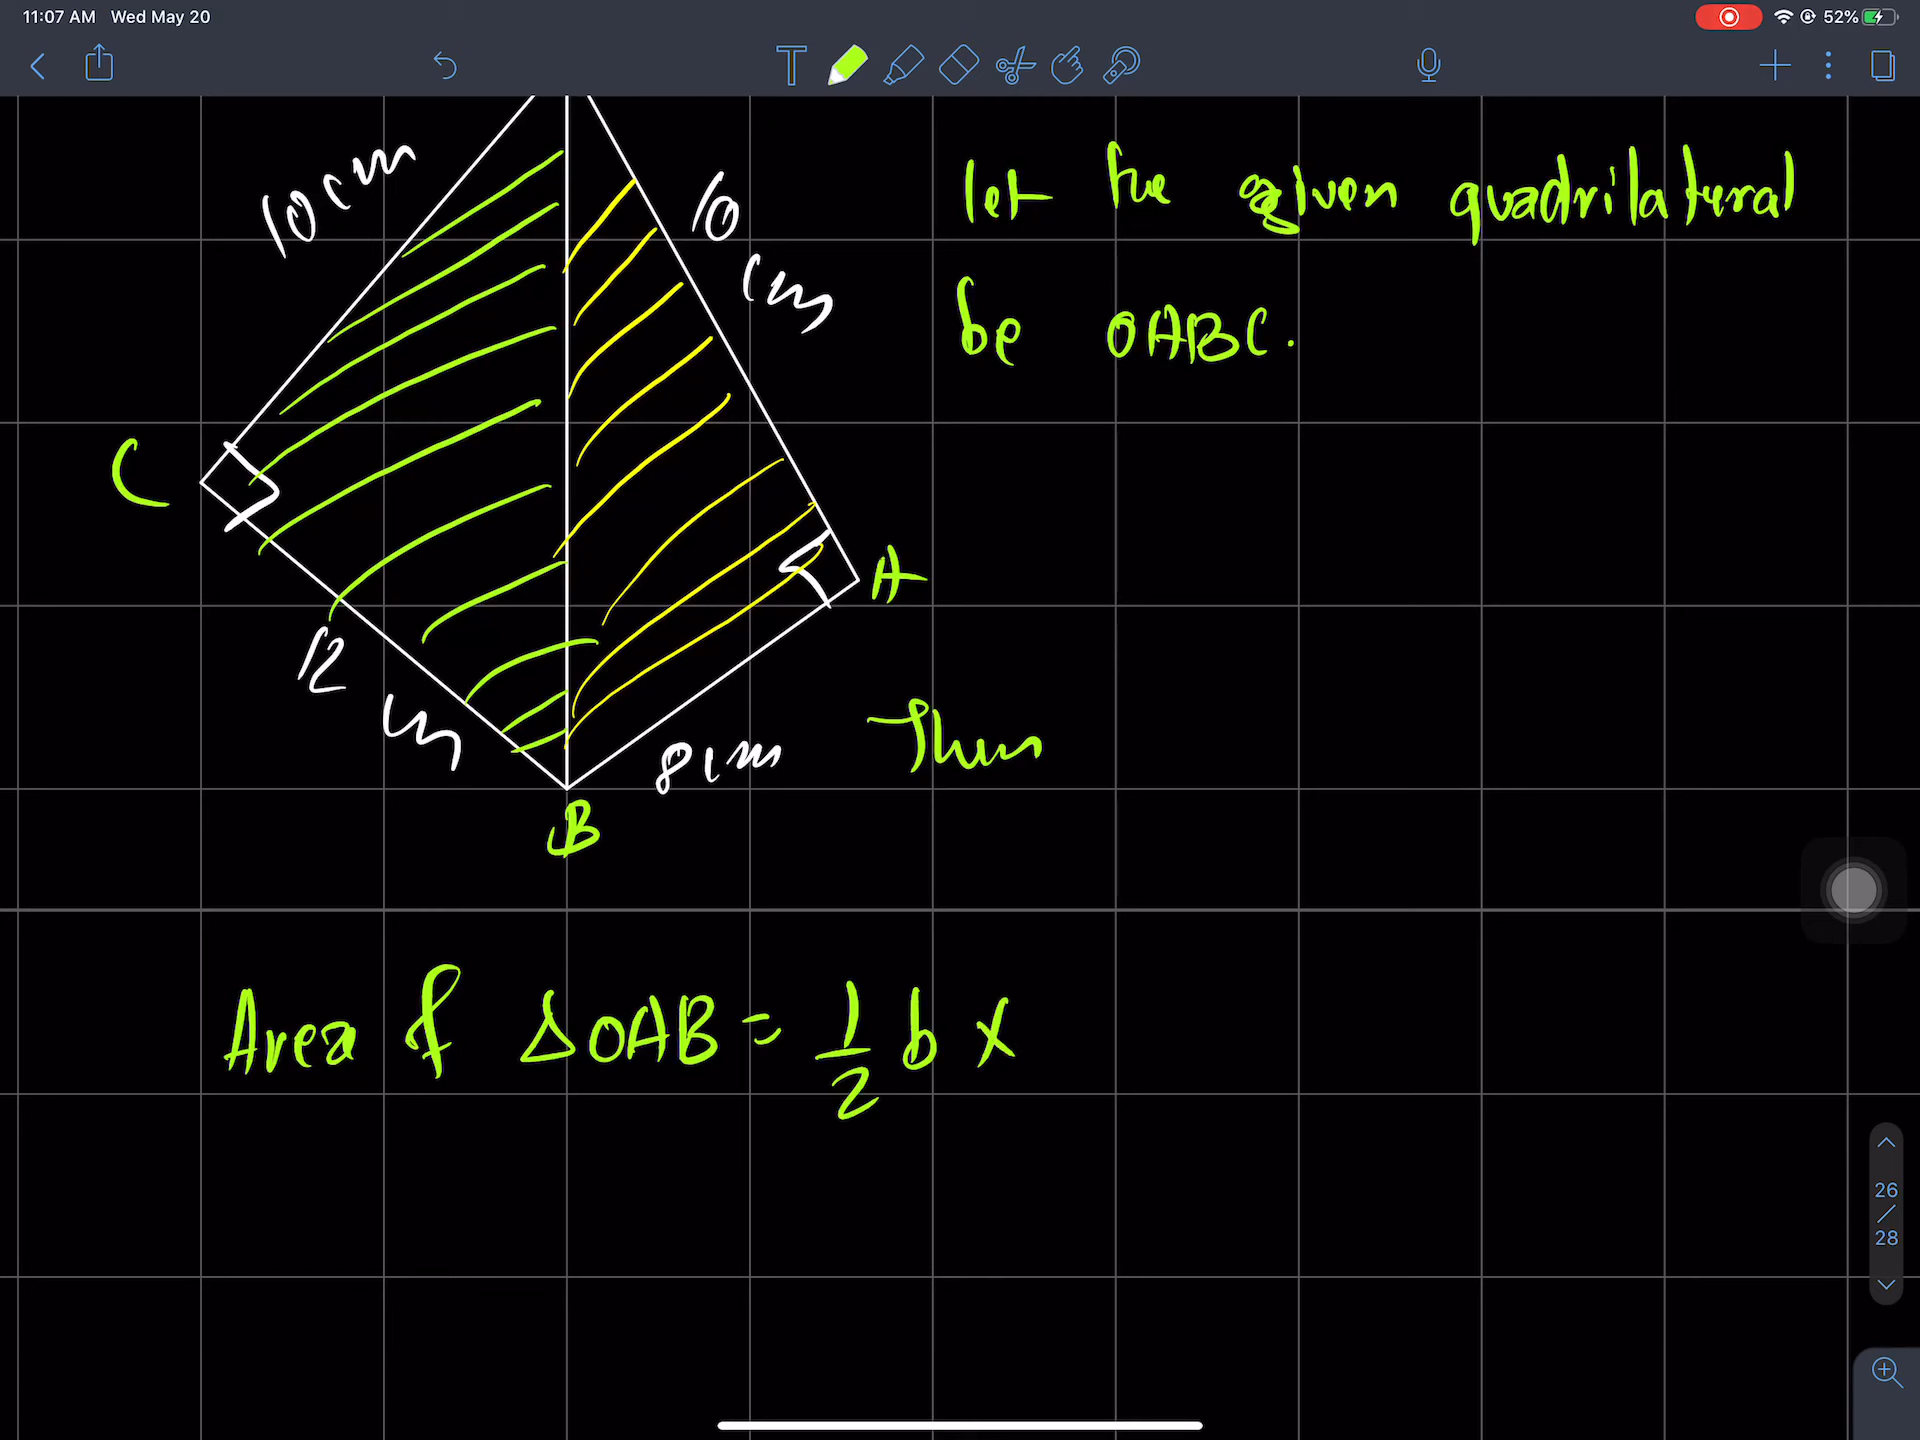 11:07 AM Wed May 20
52%
let the given quadrilateral
be OABC.
10cm
10
cm
C
A
12
cm
8cm
Then
B
Area of ΔOAB = 1/2 b x
26
/
28